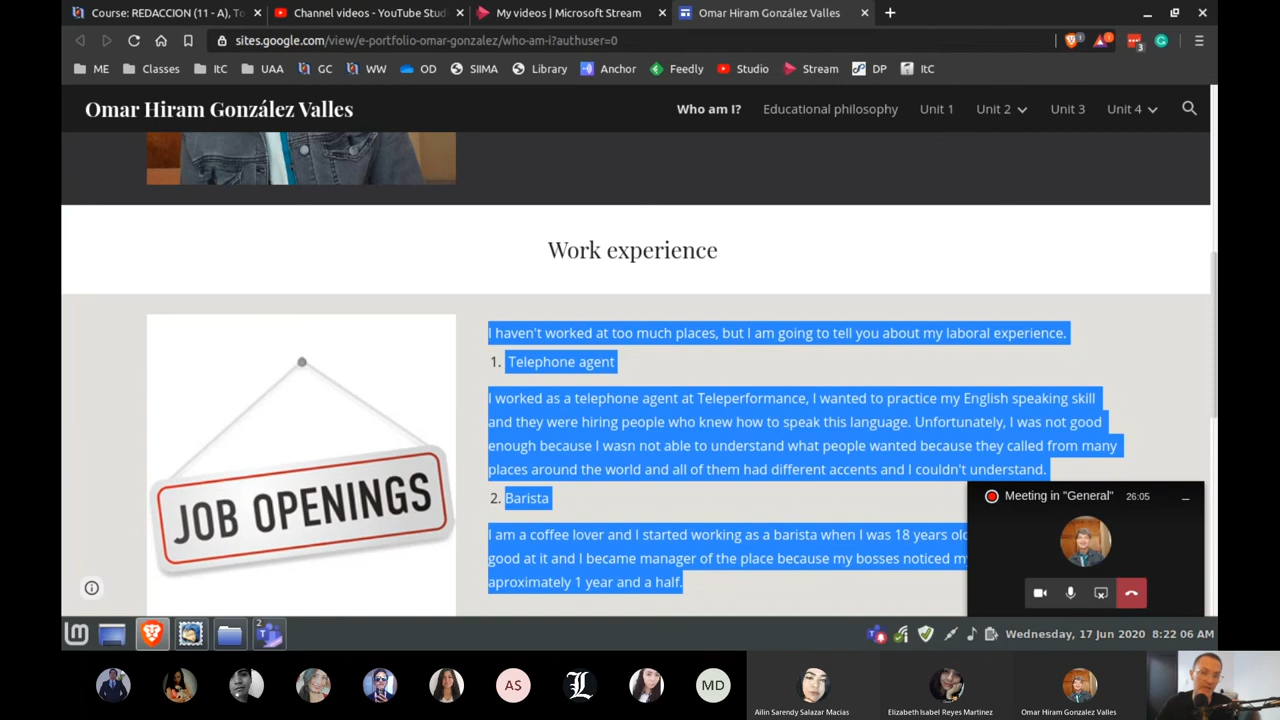 Course: REDACCION (11 - A), To
Channel videos - YouTube Stud
My videos | Microsoft Stream
Omar Hiram González Valles
sites.google.com/view/e-portfolio-omar-gonzalez/who-am-i?authuser=0
1
1
3
ME
Classes
ItC
UAA
GC
WW
OD
SIIMA
Library
Anchor
Feedly
Studio
Stream
DP
ItC
Omar Hiram González Valles
Who am I?
Educational philosophy
Unit 1
Unit 2
Unit 3
Unit 4
Work experience
JOB OPENINGS
I haven't worked at too much places, but I am going to tell you about my laboral experience.
1. Telephone agent
I worked as a telephone agent at Teleperformance, I wanted to practice my English speaking skill
and they were hiring people who knew how to speak this language. Unfortunately, I was not good
enough because I wasn not able to understand what people wanted because they called from many
places around the world and all of them had different accents and I couldn't understand.
2. Barista
I am a coffee lover and I started working as a barista when I was 18 years old
good at it and I became manager of the place because my bosses noticed my
aproximately 1 year and a half.
Meeting in "General"
26:05
2
Wednesday, 17 Jun 2020
8:22 06 AM
AS
L
MD
Ailin Sarendy Salazar Macias
Elizabeth Isabel Reyes Martinez
Omar Hiram Gonzalez Valles